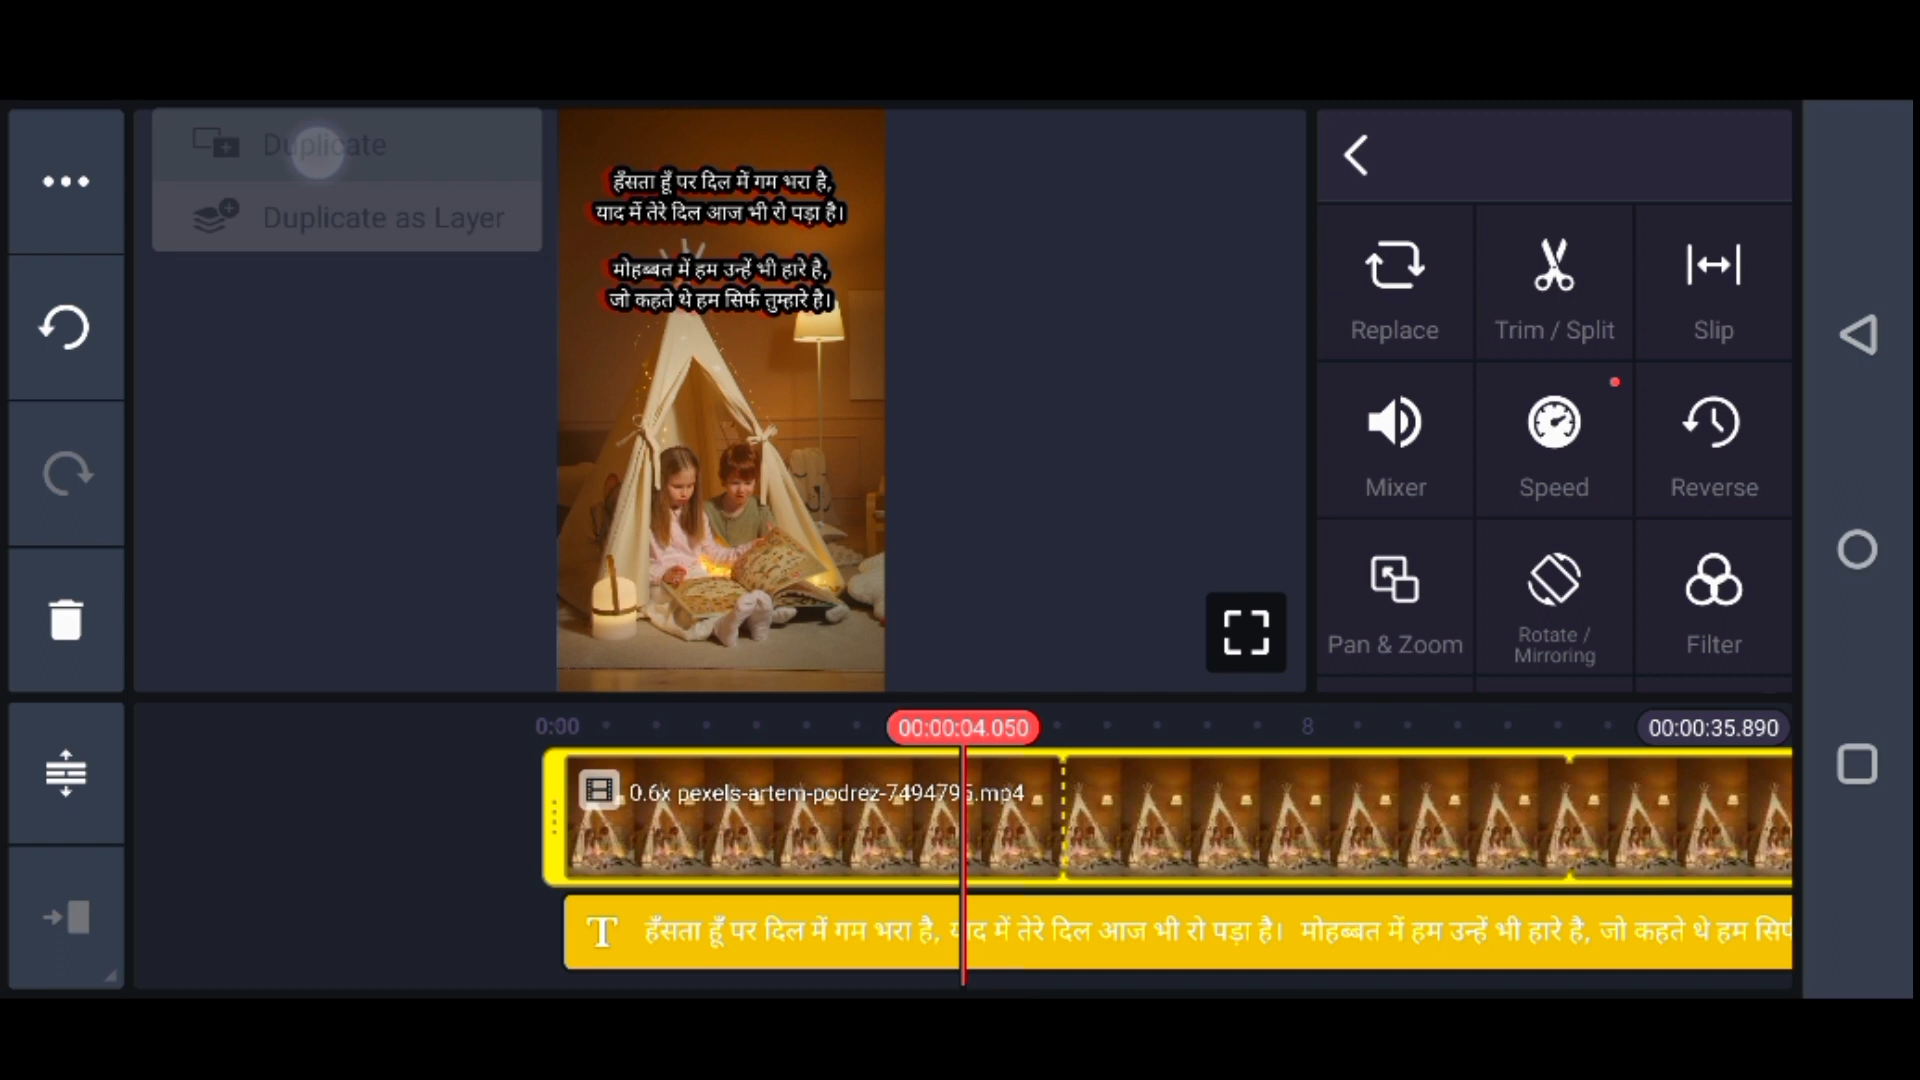 Duplicate
Duplicate as Layer
हँसता हूँ पर दिल में गम भरा है,
याद में तेरे दिल आज भी रो पड़ा है।
मोहब्बत में हम उन्हें भी हारे है,
जो कहते थे हम सिर्फ तुम्हारे है।
Replace
Trim / Split
Slip
Mixer
Speed
Reverse
Pan & Zoom
Rotate /
Mirroring
Filter
0:00
00:00:04.050
8
00:00:35.890
0.6x pexels-artem-podrez-7494795.mp4
T हँसता हूँ पर दिल में गम भरा है, याद में तेरे दिल आज भी रो पड़ा है। मोहब्बत में हम उन्हें भी हारे है, जो कहते थे हम सिर्फ